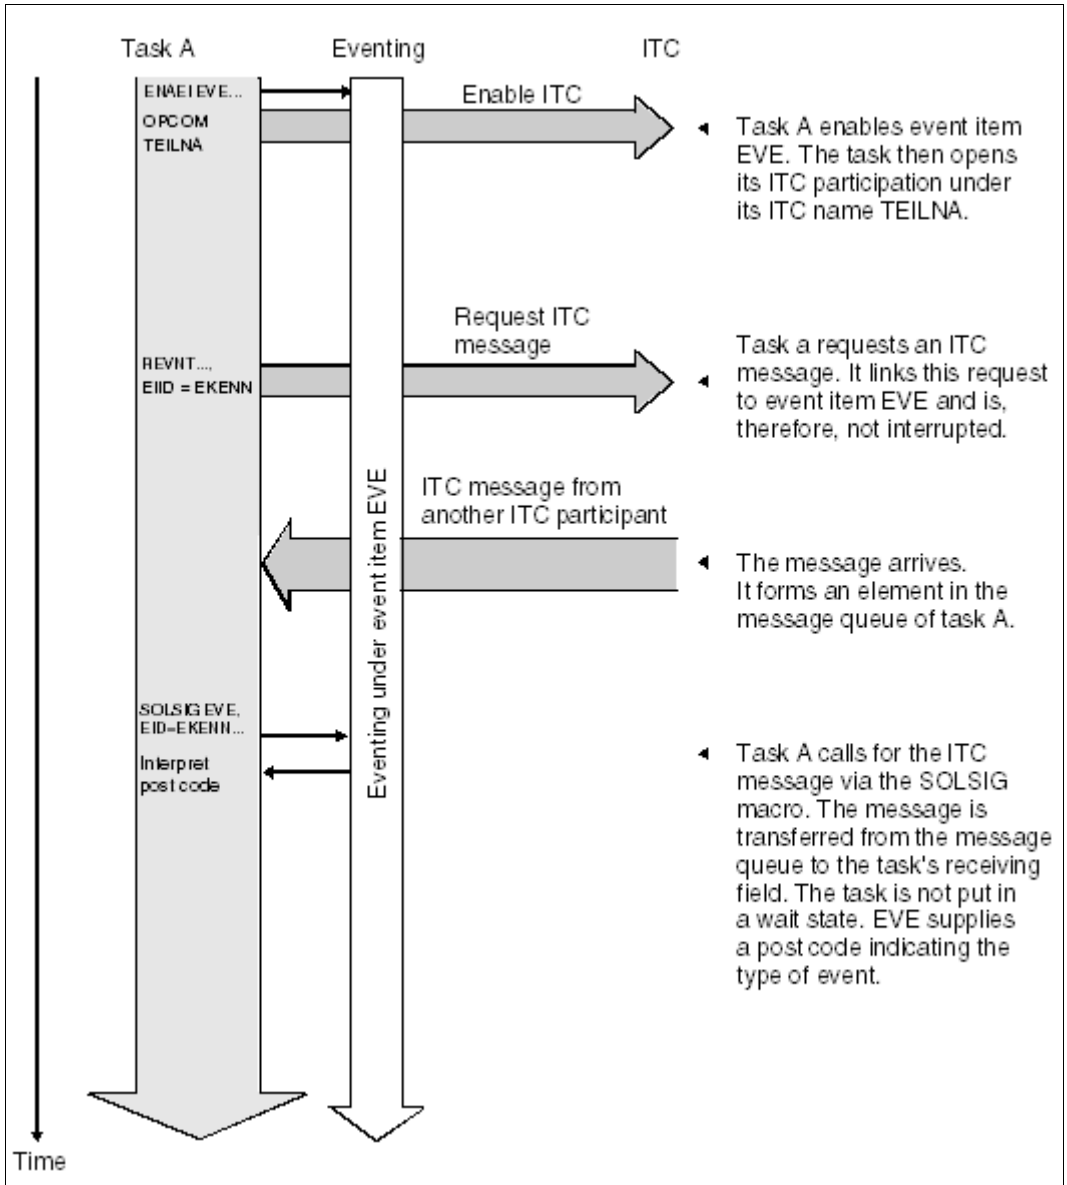 Task A
Eventing
ITC
ENAEI EVE...
Enable ITC
OPCOM
TEILNA
Task A enables event item
EVE. The task then opens
its ITC participation under
its ITC name TEILNA.
Request ITC
message
REVNT...,
EIID = EKENN
Task a requests an ITC
message. It links this request
to event item EVE and is,
therefore, not interrupted.
ITC message from
another ITC participant
Eventing under event item EVE
The message arrives.
It forms an element in the
message queue of task A.
SOLSIG EVE,
EID=EKENN...
Interpret
post code
Task A calls for the ITC
message via the SOLSIG
macro. The message is
transferred from the message
queue to the task's receiving
field. The task is not put in
a wait state. EVE supplies
a post code indicating the
type of event.
Time